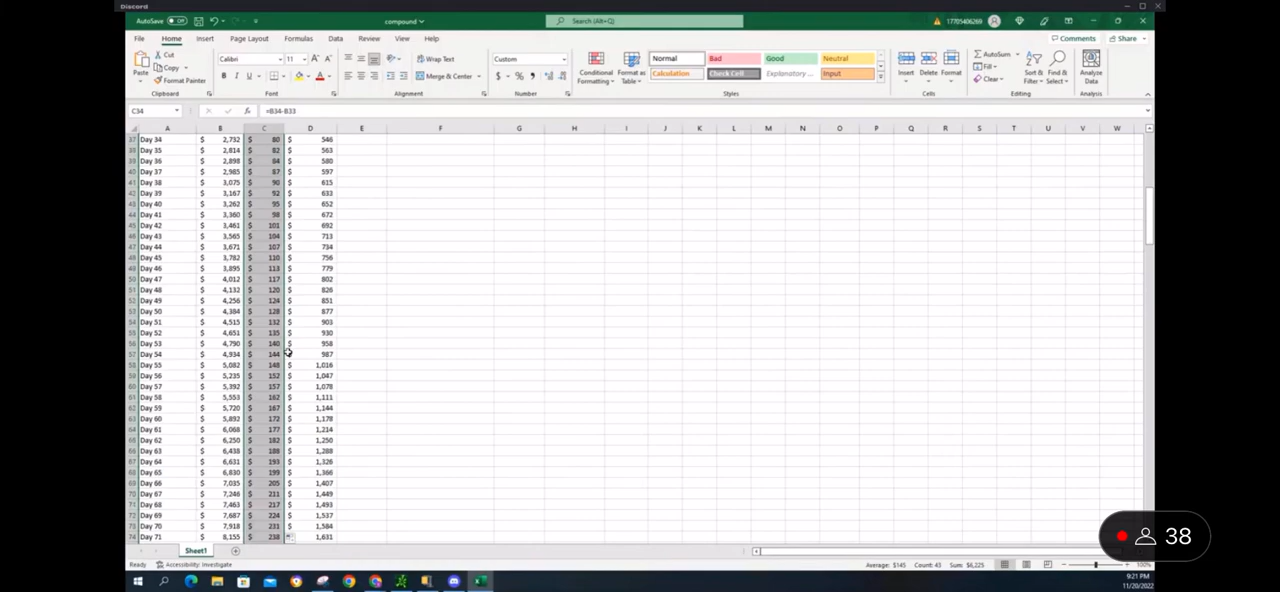 Discord
AutoSave Off compound Search (Alt+Q) 17705406269
File Home Insert Page Layout Formulas Data Review View Help Comments Share
Cut Calibri 11 Wrap Text Custom Normal Bad Good Neutral AutoSum
Paste Copy Fill
Format Painter Merge & Center Conditional Formatting Format as Table Calculation Check Cell Explanatory ... Input Insert Delete Format Clear Sort & Filter Find & Select Analyze Data
Clipboard Font Alignment Number Styles Cells Editing Analysis
C34 fx =B34-B33
A B C D E F G H I J K L M N O P Q R S T U V W
37 Day 34 $ 2,732 $ 80 $ 546
38 Day 35 $ 2,814 $ 82 $ 563
39 Day 36 $ 2,898 $ 84 $ 580
40 Day 37 $ 2,985 $ 87 $ 597
41 Day 38 $ 3,075 $ 90 $ 615
42 Day 39 $ 3,167 $ 92 $ 633
43 Day 40 $ 3,262 $ 95 $ 652
44 Day 41 $ 3,360 $ 98 $ 672
45 Day 42 $ 3,461 $ 101 $ 692
46 Day 43 $ 3,565 $ 104 $ 713
47 Day 44 $ 3,671 $ 107 $ 734
48 Day 45 $ 3,782 $ 110 $ 756
49 Day 46 $ 3,895 $ 113 $ 779
50 Day 47 $ 4,012 $ 117 $ 802
51 Day 48 $ 4,132 $ 120 $ 826
52 Day 49 $ 4,256 $ 124 $ 851
53 Day 50 $ 4,384 $ 128 $ 877
54 Day 51 $ 4,515 $ 132 $ 903
55 Day 52 $ 4,651 $ 135 $ 930
56 Day 53 $ 4,790 $ 140 $ 958
57 Day 54 $ 4,934 $ 144 $ 987
58 Day 55 $ 5,082 $ 148 $ 1,016
59 Day 56 $ 5,235 $ 152 $ 1,047
60 Day 57 $ 5,392 $ 157 $ 1,078
61 Day 58 $ 5,553 $ 162 $ 1,111
62 Day 59 $ 5,720 $ 167 $ 1,144
63 Day 60 $ 5,892 $ 172 $ 1,178
64 Day 61 $ 6,068 $ 177 $ 1,214
65 Day 62 $ 6,250 $ 182 $ 1,250
66 Day 63 $ 6,438 $ 188 $ 1,288
67 Day 64 $ 6,631 $ 193 $ 1,326
68 Day 65 $ 6,830 $ 199 $ 1,366
69 Day 66 $ 7,035 $ 205 $ 1,407
70 Day 67 $ 7,246 $ 211 $ 1,449
71 Day 68 $ 7,463 $ 217 $ 1,493
72 Day 69 $ 7,687 $ 224 $ 1,537
73 Day 70 $ 7,918 $ 231 $ 1,584
74 Day 71 $ 8,155 $ 238 $ 1,631
38
Sheet1
Ready Accessibility: Investigate Average: $145 Count: 43 Sum: $6,225 100%
9:21 PM
11/20/2022